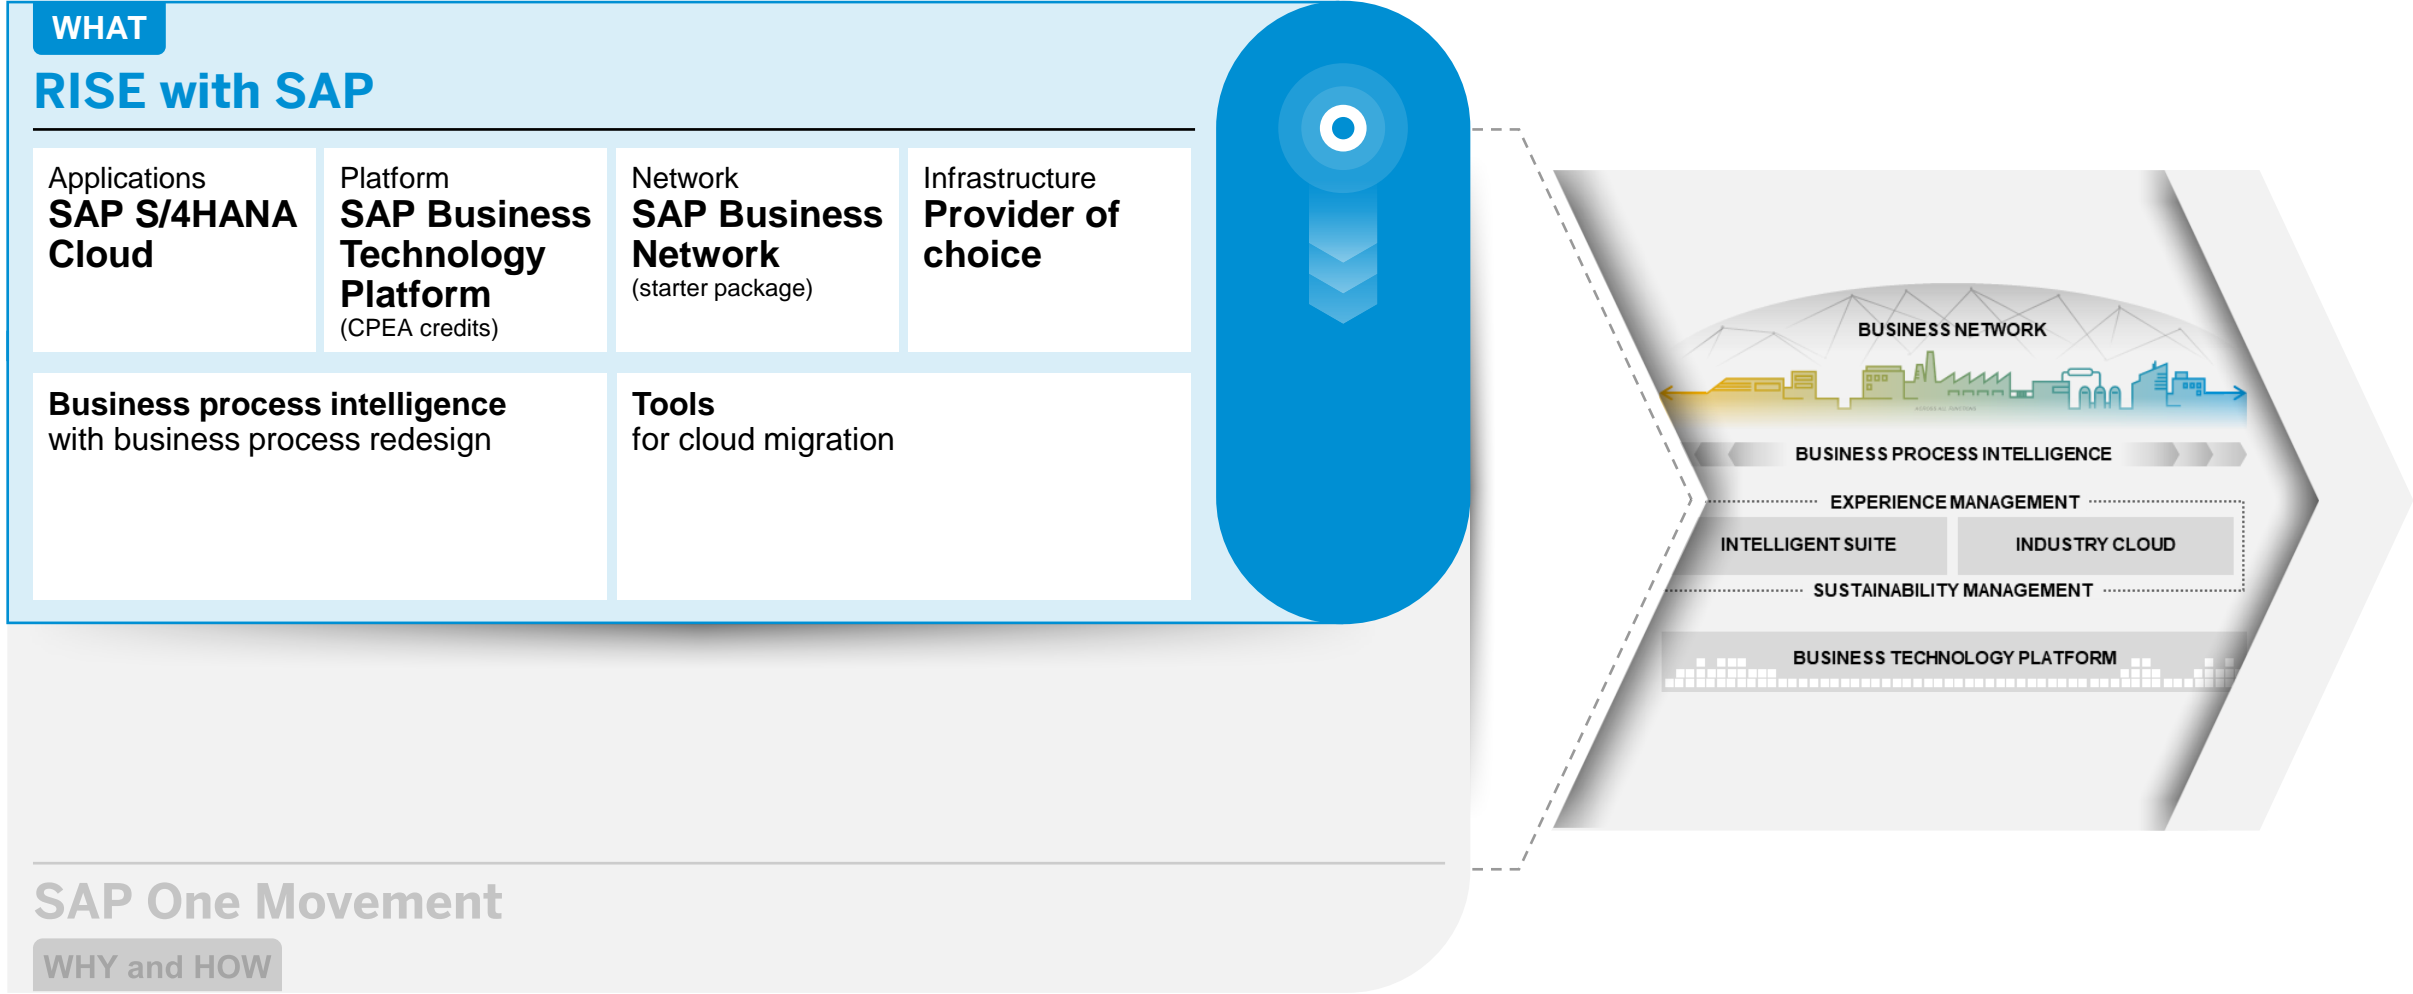 WHAT
RISE with SAP
Applications
SAP S/4HANA
Cloud
Platform
SAP Business
Technology
Platform
(CPEA credits)
Network
SAP Business
Network
(starter package)
Infrastructure
Provider of
choice
Business process intelligence
with business process redesign
Tools
for cloud migration
SAP One Movement
WHY and HOW
BUSINESS NETWORK
ACROSS ALL FUNCTIONS
BUSINESS PROCESS INTELLIGENCE
EXPERIENCE MANAGEMENT
INTELLIGENT SUITE
INDUSTRY CLOUD
SUSTAINABILITY MANAGEMENT
BUSINESS TECHNOLOGY PLATFORM